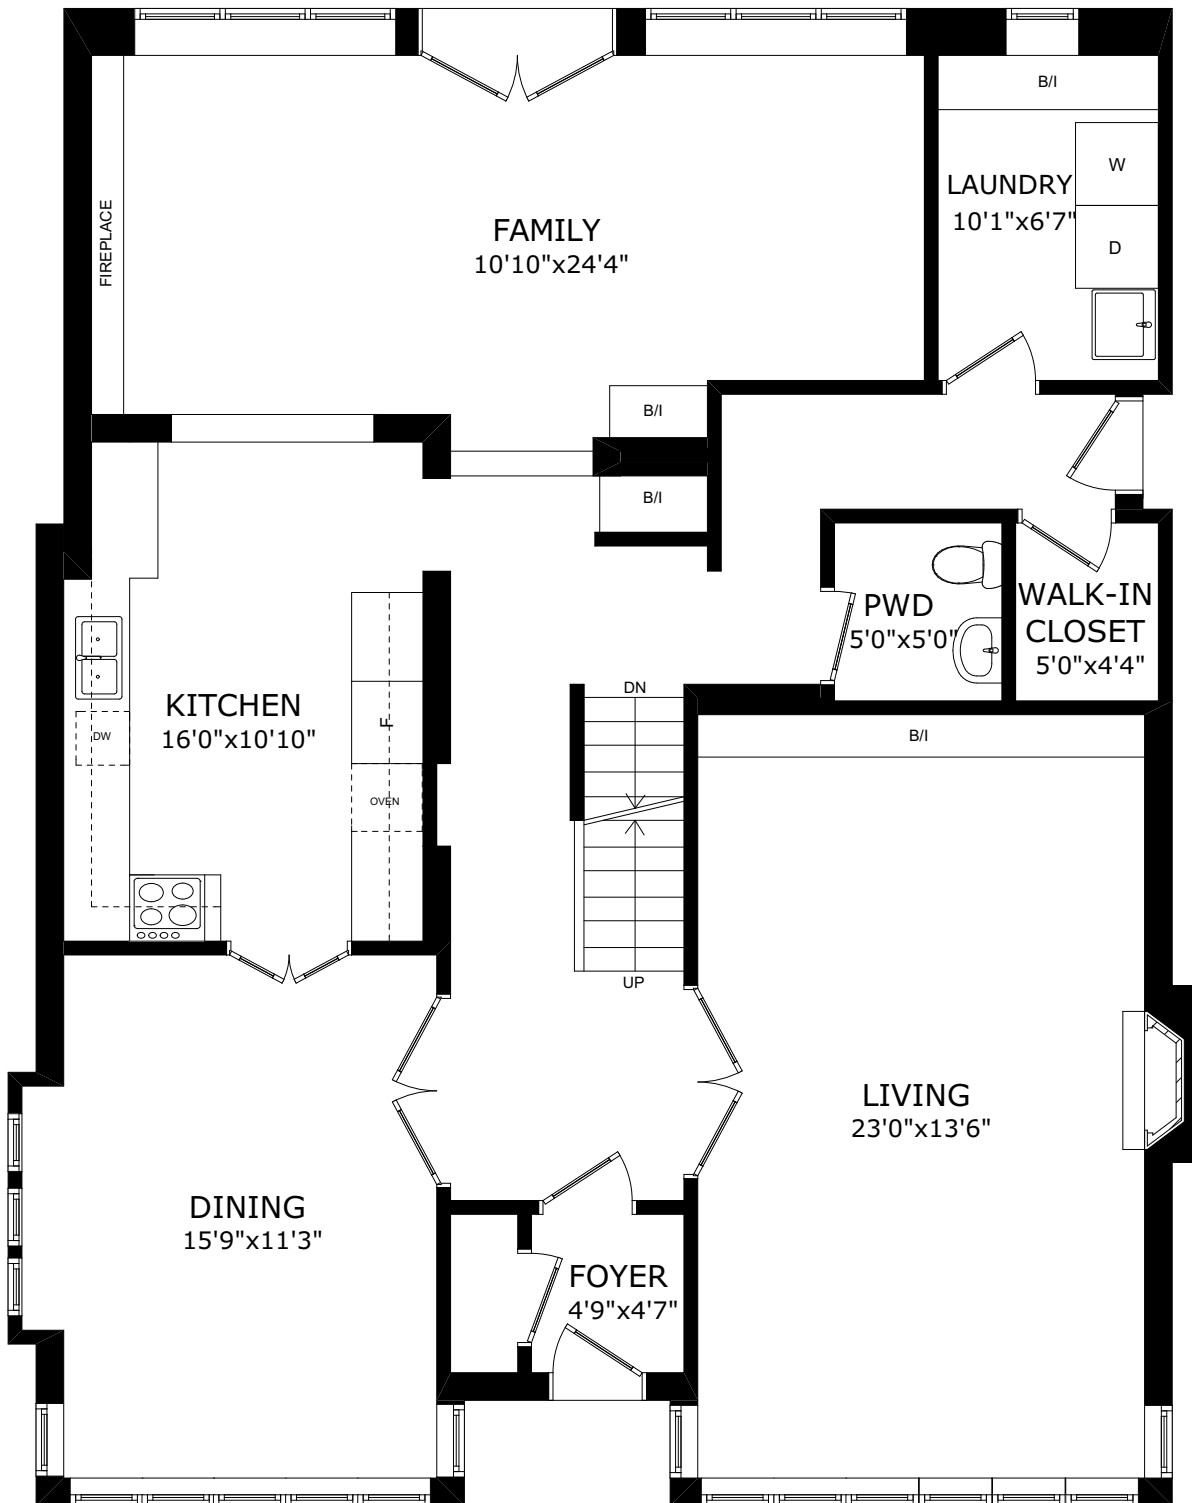 B/I
W
LAUNDRY
10'1"x6'7"
FIREPLACE
FAMILY
10'10"x24'4"
D
B/I
B/I
WALK-IN
CLOSET
5'0"x4'4"
PWD
5'0"x5'0"
DN
KITCHEN
16'0"x10'10"
F
DW
B/I
OVEN
UP
LIVING
23'0"x13'6"
DINING
15'9"x11'3"
FOYER
4'9"x4'7"